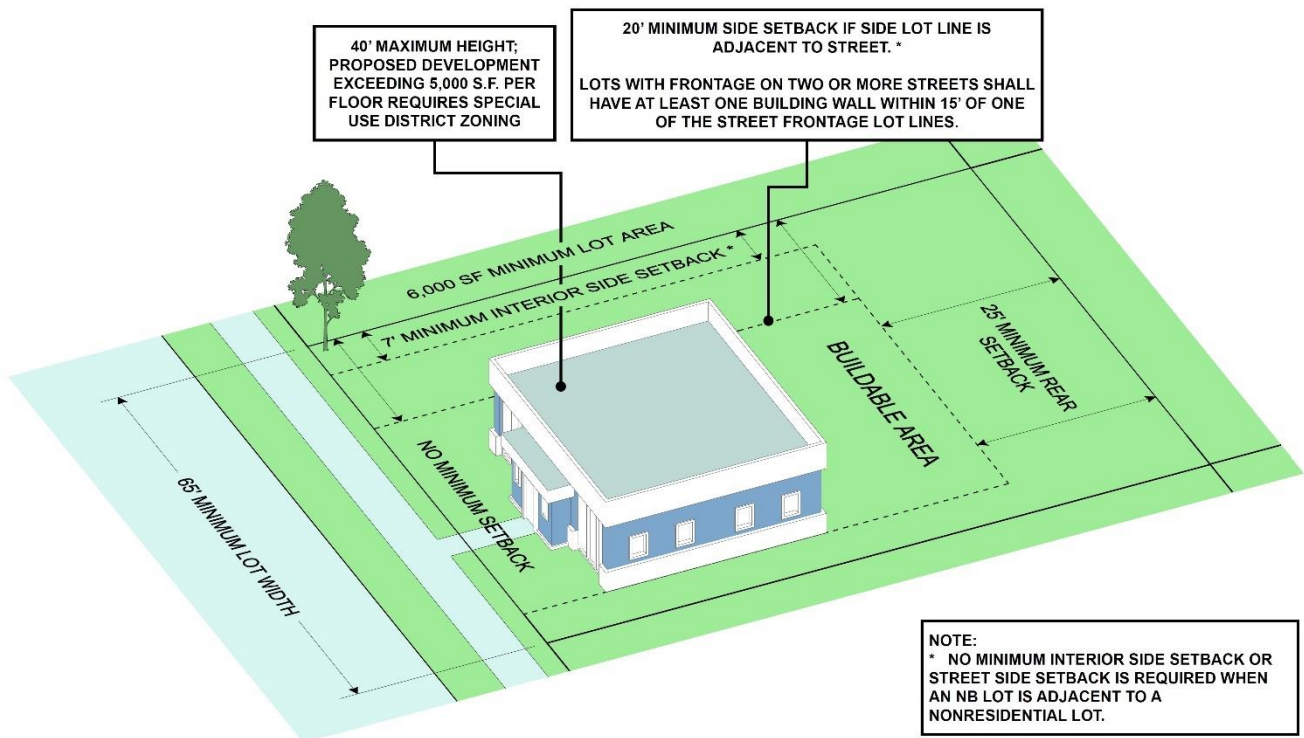 40' MAXIMUM HEIGHT;
PROPOSED DEVELOPMENT
EXCEEDING 5,000 S.F. PER
FLOOR REQUIRES SPECIAL
USE DISTRICT ZONING
20' MINIMUM SIDE SETBACK IF SIDE LOT LINE IS
ADJACENT TO STREET. *
LOTS WITH FRONTAGE ON TWO OR MORE STREETS SHALL
HAVE AT LEAST ONE BUILDING WALL WITHIN 15' OF ONE
OF THE STREET FRONTAGE LOT LINES.
6,000 SF MINIMUM LOT AREA
7' MINIMUM INTERIOR SIDE SETBACK *
25' MINIMUM REAR
SETBACK
BUILDABLE AREA
NO MINIMUM SETBACK
65' MINIMUM LOT WIDTH
NOTE:
* NO MINIMUM INTERIOR SIDE SETBACK OR
STREET SIDE SETBACK IS REQUIRED WHEN
AN NB LOT IS ADJACENT TO A
NONRESIDENTIAL LOT.